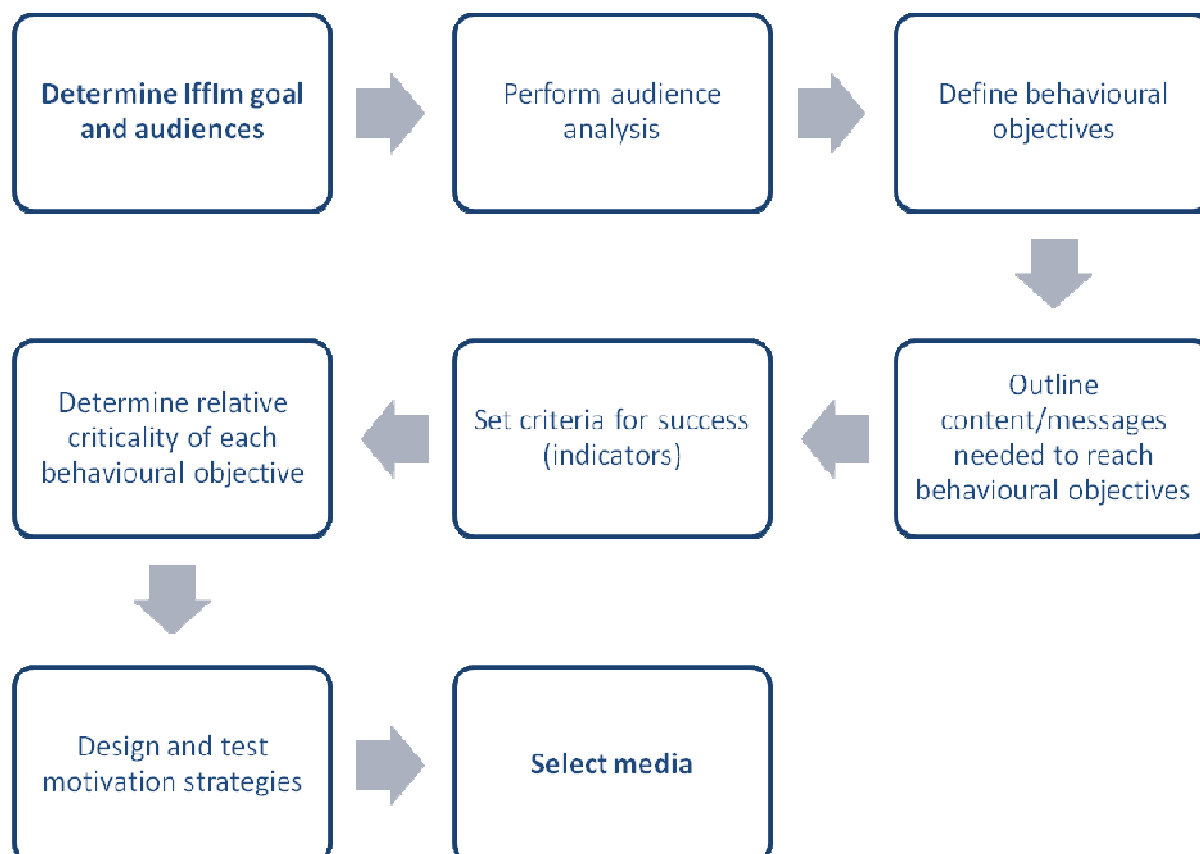 Determine IffIm goal
and audiences
Perform audience
analysis
Define behavioural
objectives
Outline
content/messages
needed to reach
behavioural objectives
Set criteria for success
(indicators)
Determine relative
criticality of each
behavioural objective
Design and test
motivation strategies
Select media